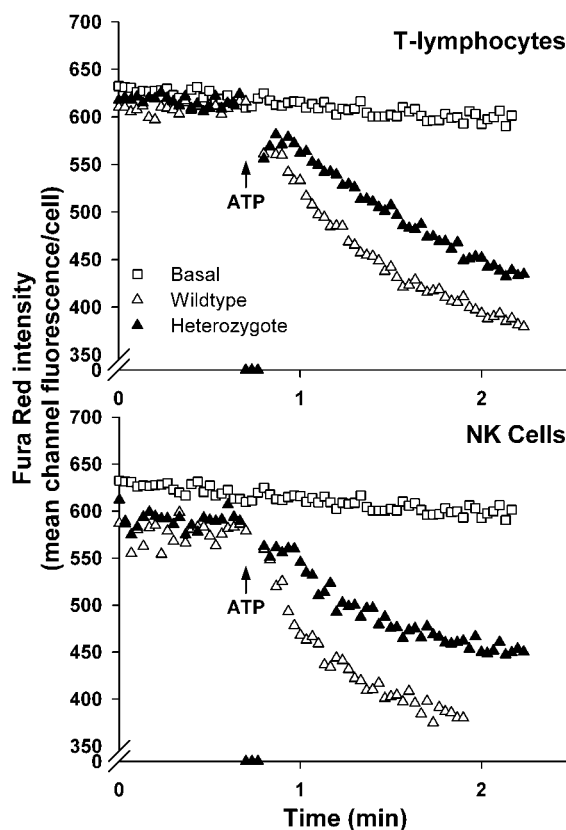 T-lymphocytes
700
650
600
550
500
450
400
350
0
ATP
Basal
Wildtype
Heterozygote
0
1
2
Fura Red intensity
(mean channel fluorescence/cell)
NK Cells
700
650
600
550
500
450
400
350
0
ATP
0
1
2
Time (min)